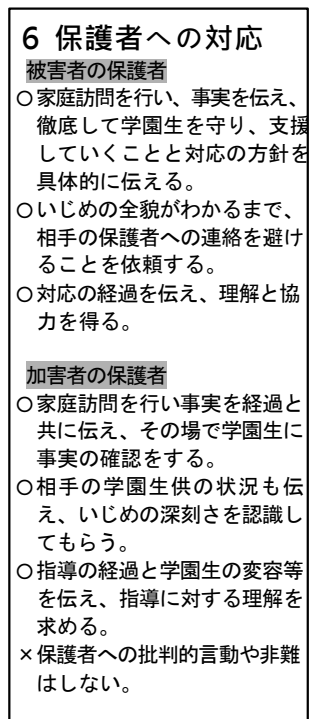 6 保護者への対応
被害者の保護者
○家庭訪問を行い、事実を伝え、
徹底して学園生を守り、支援
していくことと対応の方針を
具体的に伝える。
○いじめの全貌がわかるまで、
相手の保護者への連絡を避け
ることを依頼する。
○対応の経過を伝え、理解と協
力を得る。
加害者の保護者
○家庭訪問を行い事実を経過と
共に伝え、その場で学園生に
事実の確認をする。
○相手の学園生供の状況も伝
え、いじめの深刻さを認識し
てもらう。
○指導の経過と学園生の変容等
を伝え、指導に対する理解を
求める。
×保護者への批判的言動や非難
はしない。